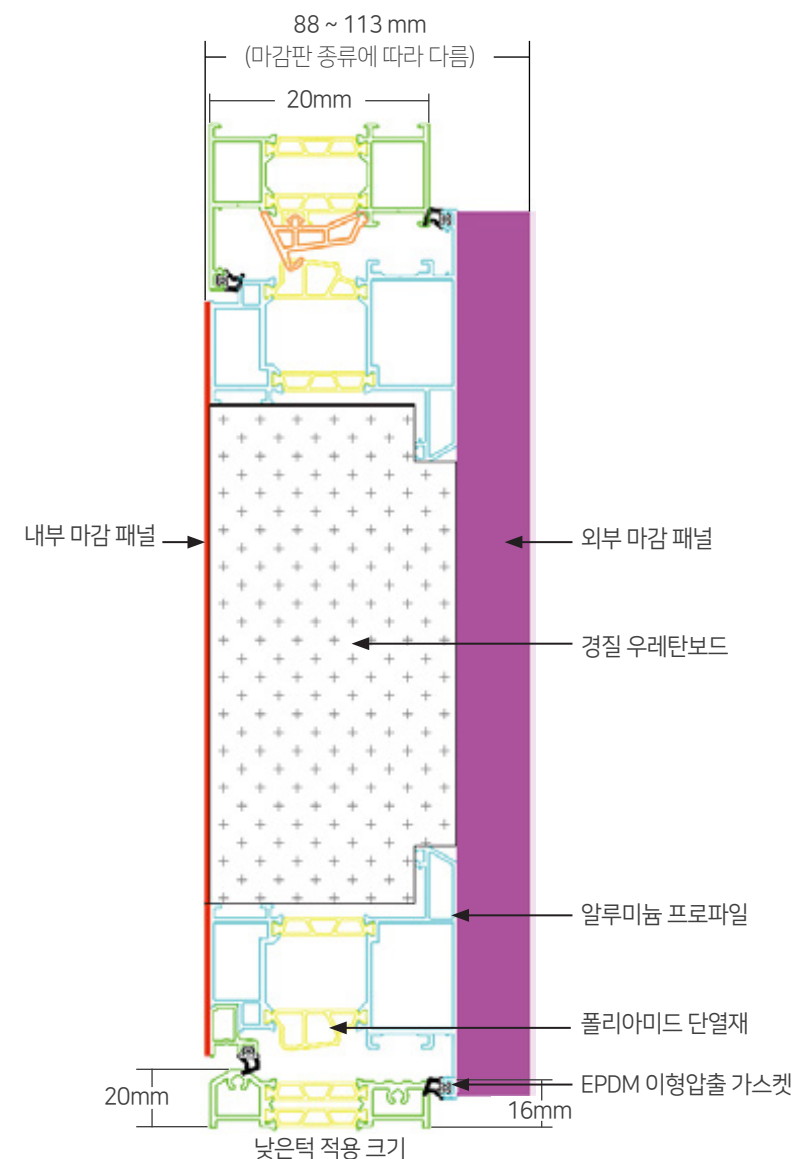 88 ~ 113 mm
(마감판 종류에 따라 다름)
20mm
내부 마감 패널
외부 마감 패널
경질 우레탄보드
알루미늄 프로파일
폴리아미드 단열재
EPDM 이형압출 가스켓
20mm
16mm
낮은턱 적용 크기